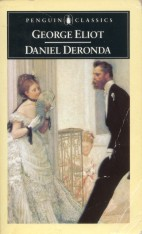 PENGUIN CLASSICS
GEORGE ELIOT
DANIEL DERONDA